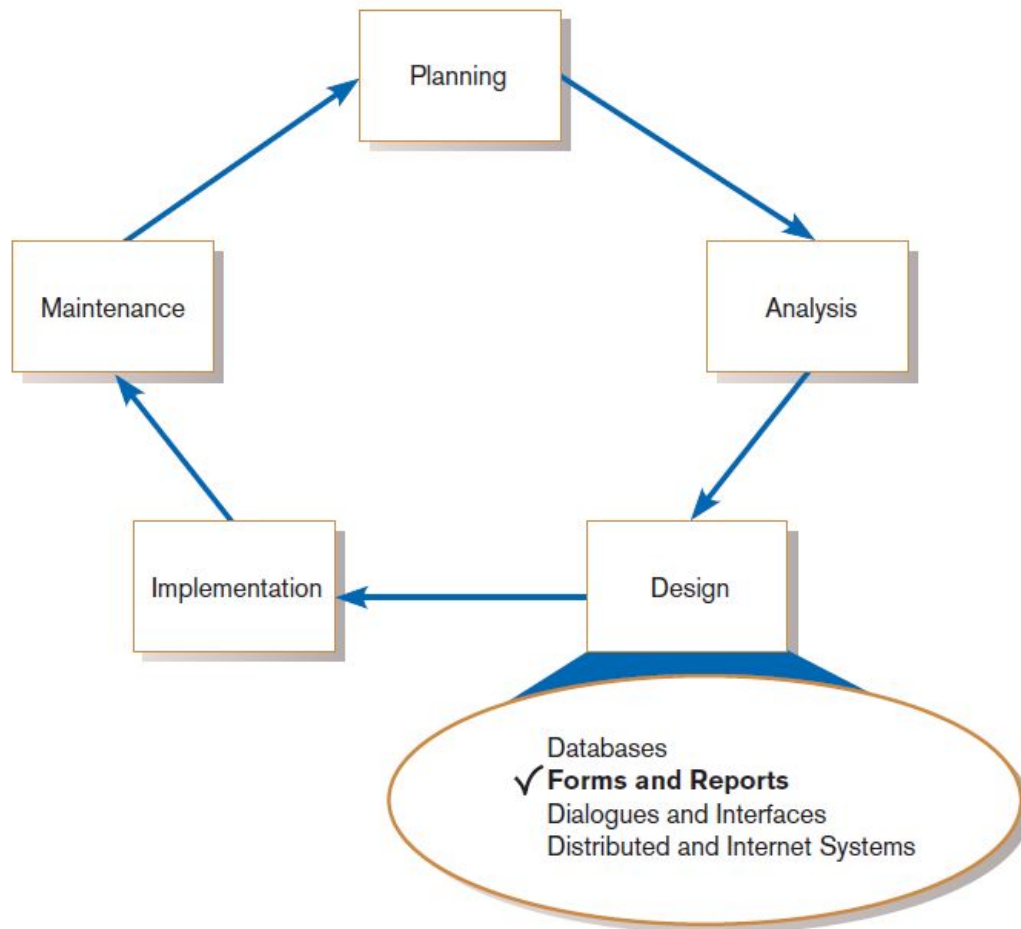 Planning
Maintenance
Analysis
Implementation
Design
Databases
✓Forms and Reports
Dialogues and Interfaces
Distributed and Internet Systems